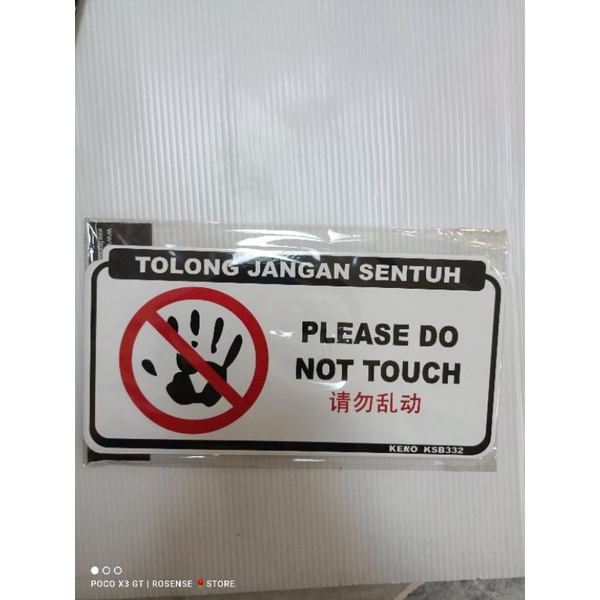 TOLONG JANGAN SENTUH
PLEASE DO
NOT TOUCH
请勿乱动
KENO KSB332
POCO X3 GT | ROSENSE STORE